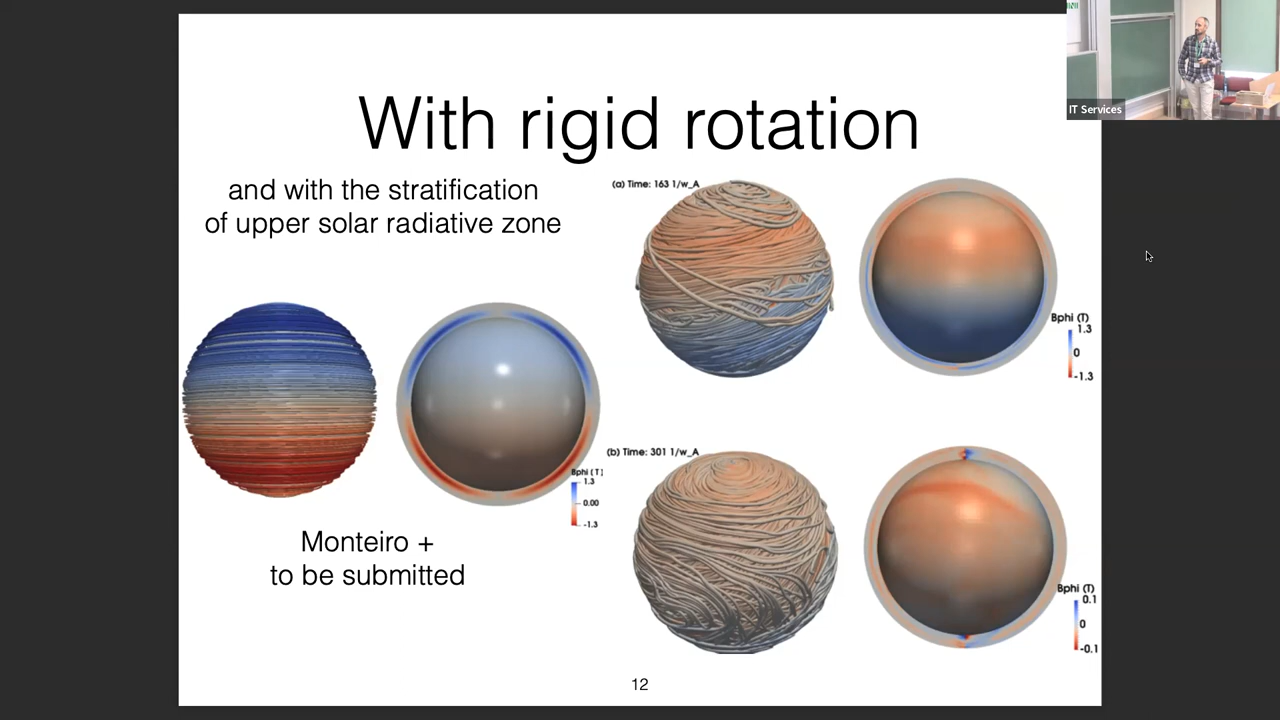 With rigid rotation
and with the stratification
of upper solar radiative zone
(a) Time: 163 1/w_A
Bphi (T)
1.3
0
-1.3
Bphi (T)
1.3
0.00
-1.3
(b) Time: 301 1/w_A
Bphi (T)
0.1
0
-0.1
Monteiro +
to be submitted
12
IT Services